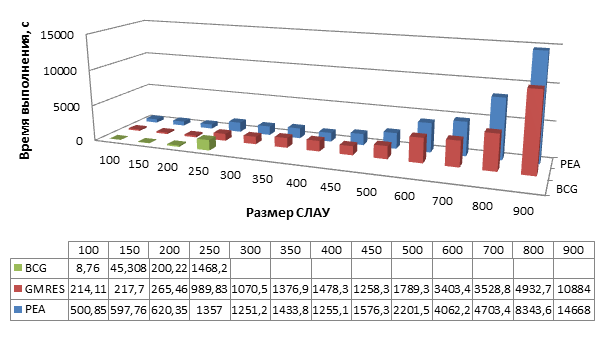 15000
10000
5000
0
Время выполнения, с
100 150 200 250 300 350 400 450 500 600 700 800 900
PEA
BCG
Размер СЛАУ
100 150 200 250 300 350 400 450 500 600 700 800 900
BCG 8,76 45,308 200,22 1468,2
GMRES 214,11 217,7 265,46 989,83 1070,5 1376,9 1478,3 1258,3 1789,3 3403,4 3528,8 4932,7 10884
PEA 500,85 597,76 620,35 1357 1251,2 1433,8 1255,1 1576,3 2201,5 4062,2 4703,4 8343,6 14668